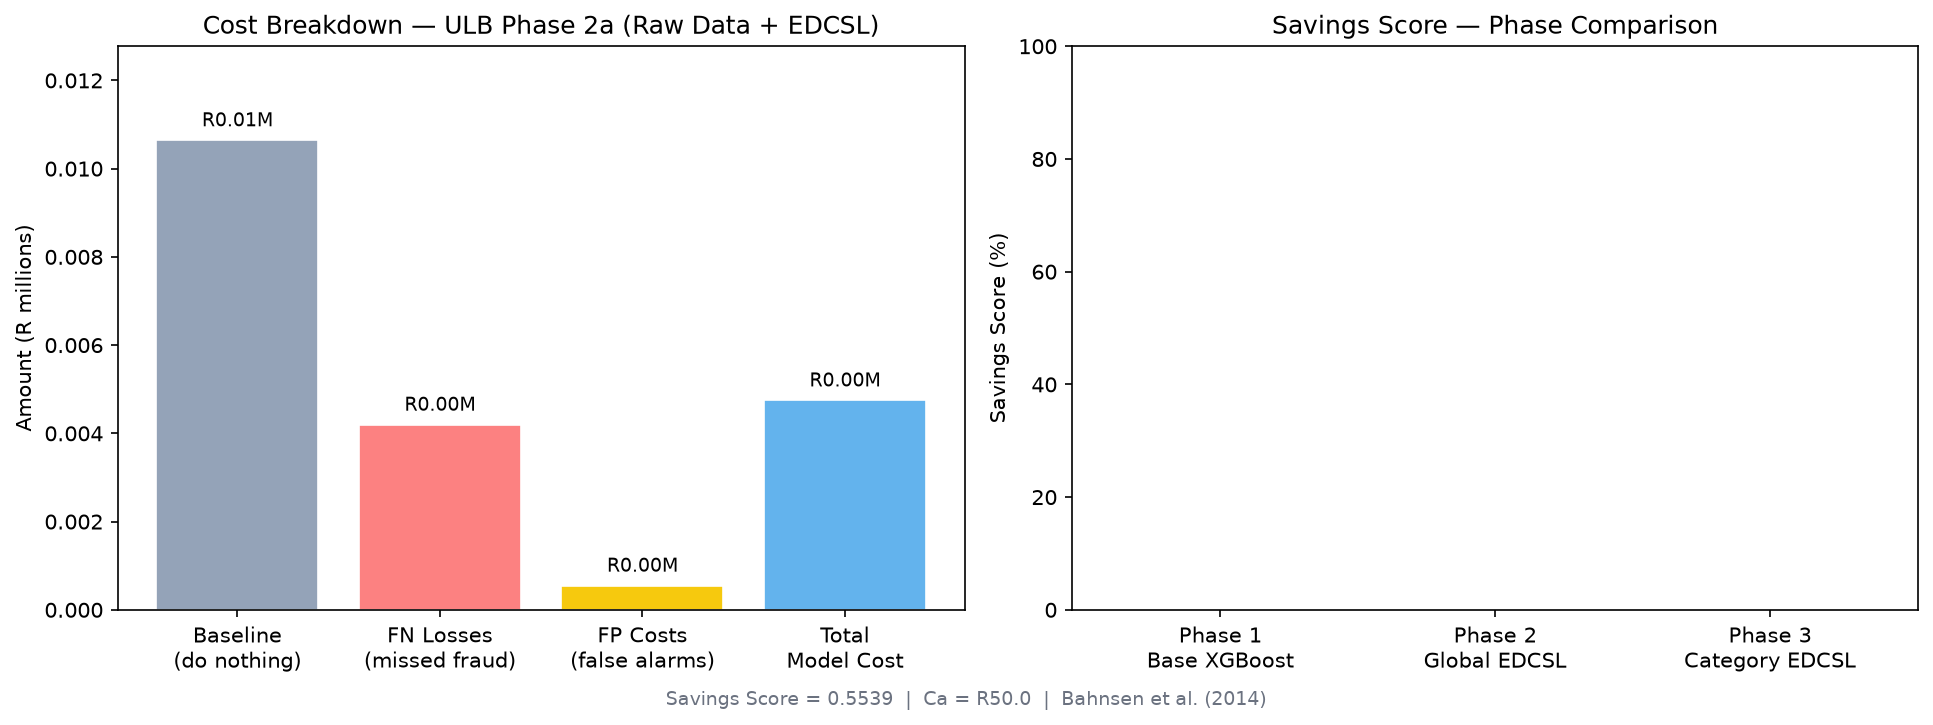 Cost Breakdown — ULB Phase 2a (Raw Data + EDCSL)
Amount (R millions)
0.012
0.010
0.008
0.006
0.004
0.002
0.000
R0.01M
R0.00M
R0.00M
R0.00M
Baseline
(do nothing)
FN Losses
(missed fraud)
FP Costs
(false alarms)
Total
Model Cost
Savings Score — Phase Comparison
Savings Score (%)
100
80
60
40
20
0
Phase 1
Base XGBoost
Phase 2
Global EDCSL
Phase 3
Category EDCSL
Savings Score = 0.5539 | Ca = R50.0 | Bahnsen et al. (2014)